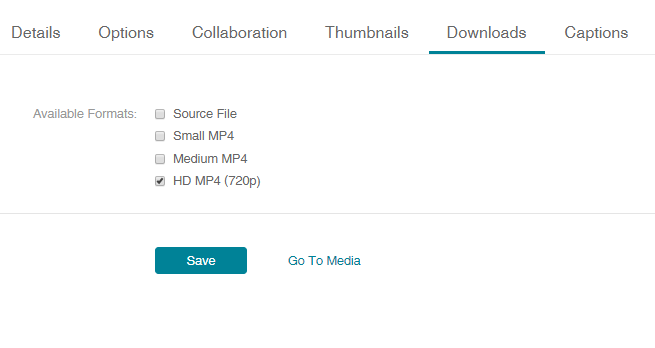 Details Options Collaboration Thumbnails Downloads Captions
Available Formats: Source File
Small MP4
Medium MP4
HD MP4 (720p)
Save Go To Media